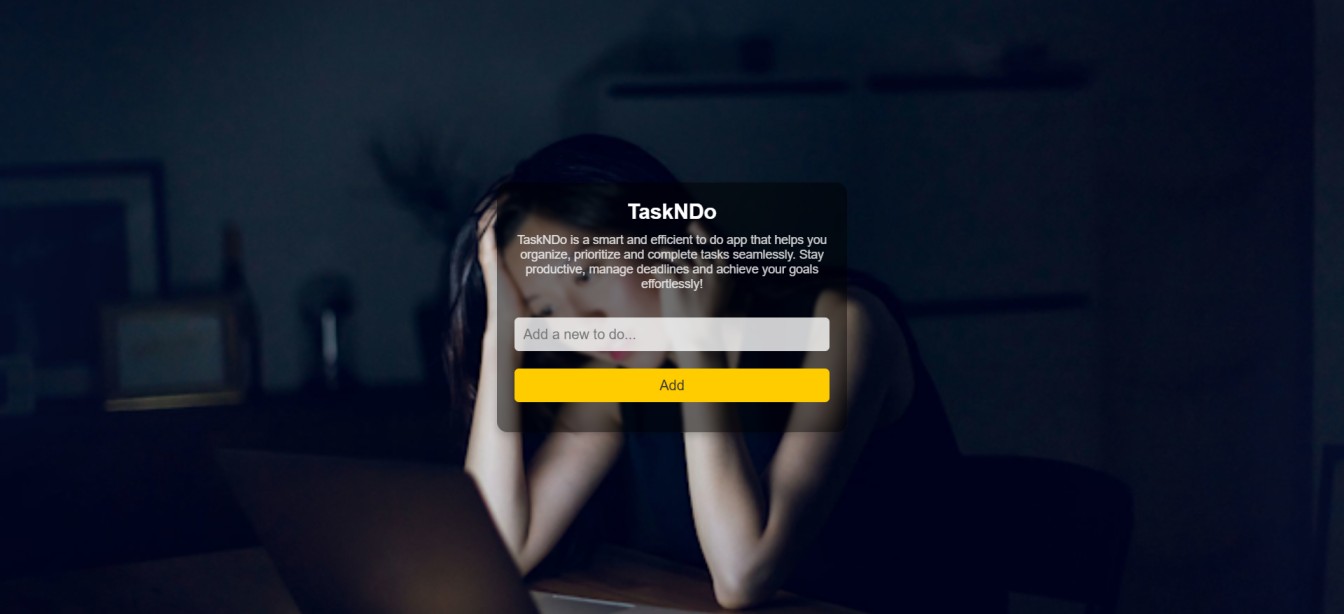 TaskNDo
TaskNDo is a smart and efficient to do app that helps you
organize, prioritize and complete tasks seamlessly. Stay
productive, manage deadlines and achieve your goals
effortlessly!
Add a new to do...
Add